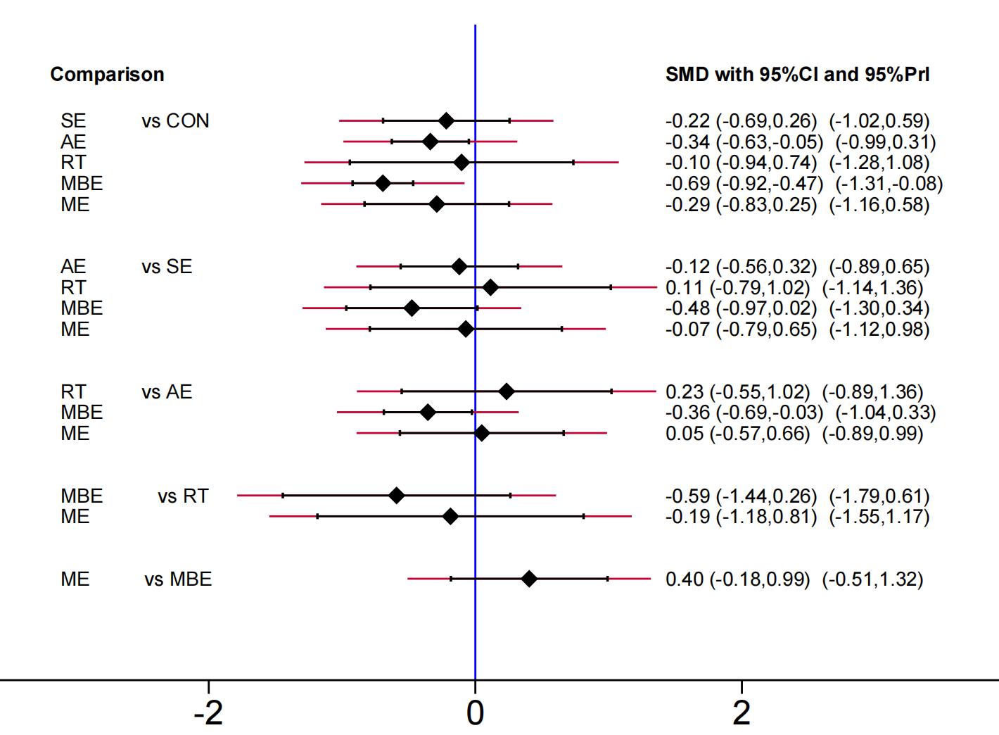 Comparison SMD with 95%CI and 95%PrI
SE vs CON -0.22 (-0.69,0.26) (-1.02,0.59)
AE -0.34 (-0.63,-0.05) (-0.99,0.31)
RT -0.10 (-0.94,0.74) (-1.28,1.08)
MBE -0.69 (-0.92,-0.47) (-1.31,-0.08)
ME -0.29 (-0.83,0.25) (-1.16,0.58)
AE vs SE -0.12 (-0.56,0.32) (-0.89,0.65)
RT 0.11 (-0.79,1.02) (-1.14,1.36)
MBE -0.48 (-0.97,0.02) (-1.30,0.34)
ME -0.07 (-0.79,0.65) (-1.12,0.98)
RT vs AE 0.23 (-0.55,1.02) (-0.89,1.36)
MBE -0.36 (-0.69,-0.03) (-1.04,0.33)
ME 0.05 (-0.57,0.66) (-0.89,0.99)
MBE vs RT -0.59 (-1.44,0.26) (-1.79,0.61)
ME -0.19 (-1.18,0.81) (-1.55,1.17)
ME vs MBE 0.40 (-0.18,0.99) (-0.51,1.32)
-2 0 2